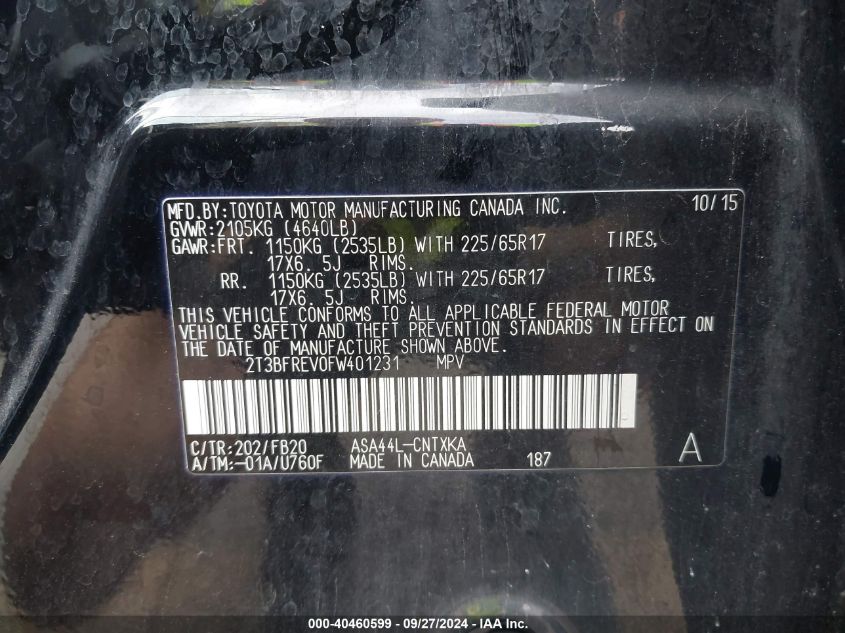 MFD.BY:TOYOTA MOTOR MANUFACTURING CANADA INC. 10/15
GVWR:2105KG (4640LB)
GAWR:FRT. 1150KG (2535LB) WITH 225/65R17 TIRES,
17X6. 5J RIMS.
RR. 1150KG (2535LB) WITH 225/65R17 TIRES,
17X6. 5J RIMS.
THIS VEHICLE CONFORMS TO ALL APPLICABLE FEDERAL MOTOR
VEHICLE SAFETY AND THEFT PREVENTION STANDARDS IN EFFECT ON
THE DATE OF MANUFACTURE SHOWN ABOVE.
2T3BFREV0FW401231 MPV
C/TR:202/FB20 ASA44L-CNTXKA
A/TM:-01A/U760F MADE IN CANADA 187 A
000-40460599 - 09/27/2024 - IAA Inc.